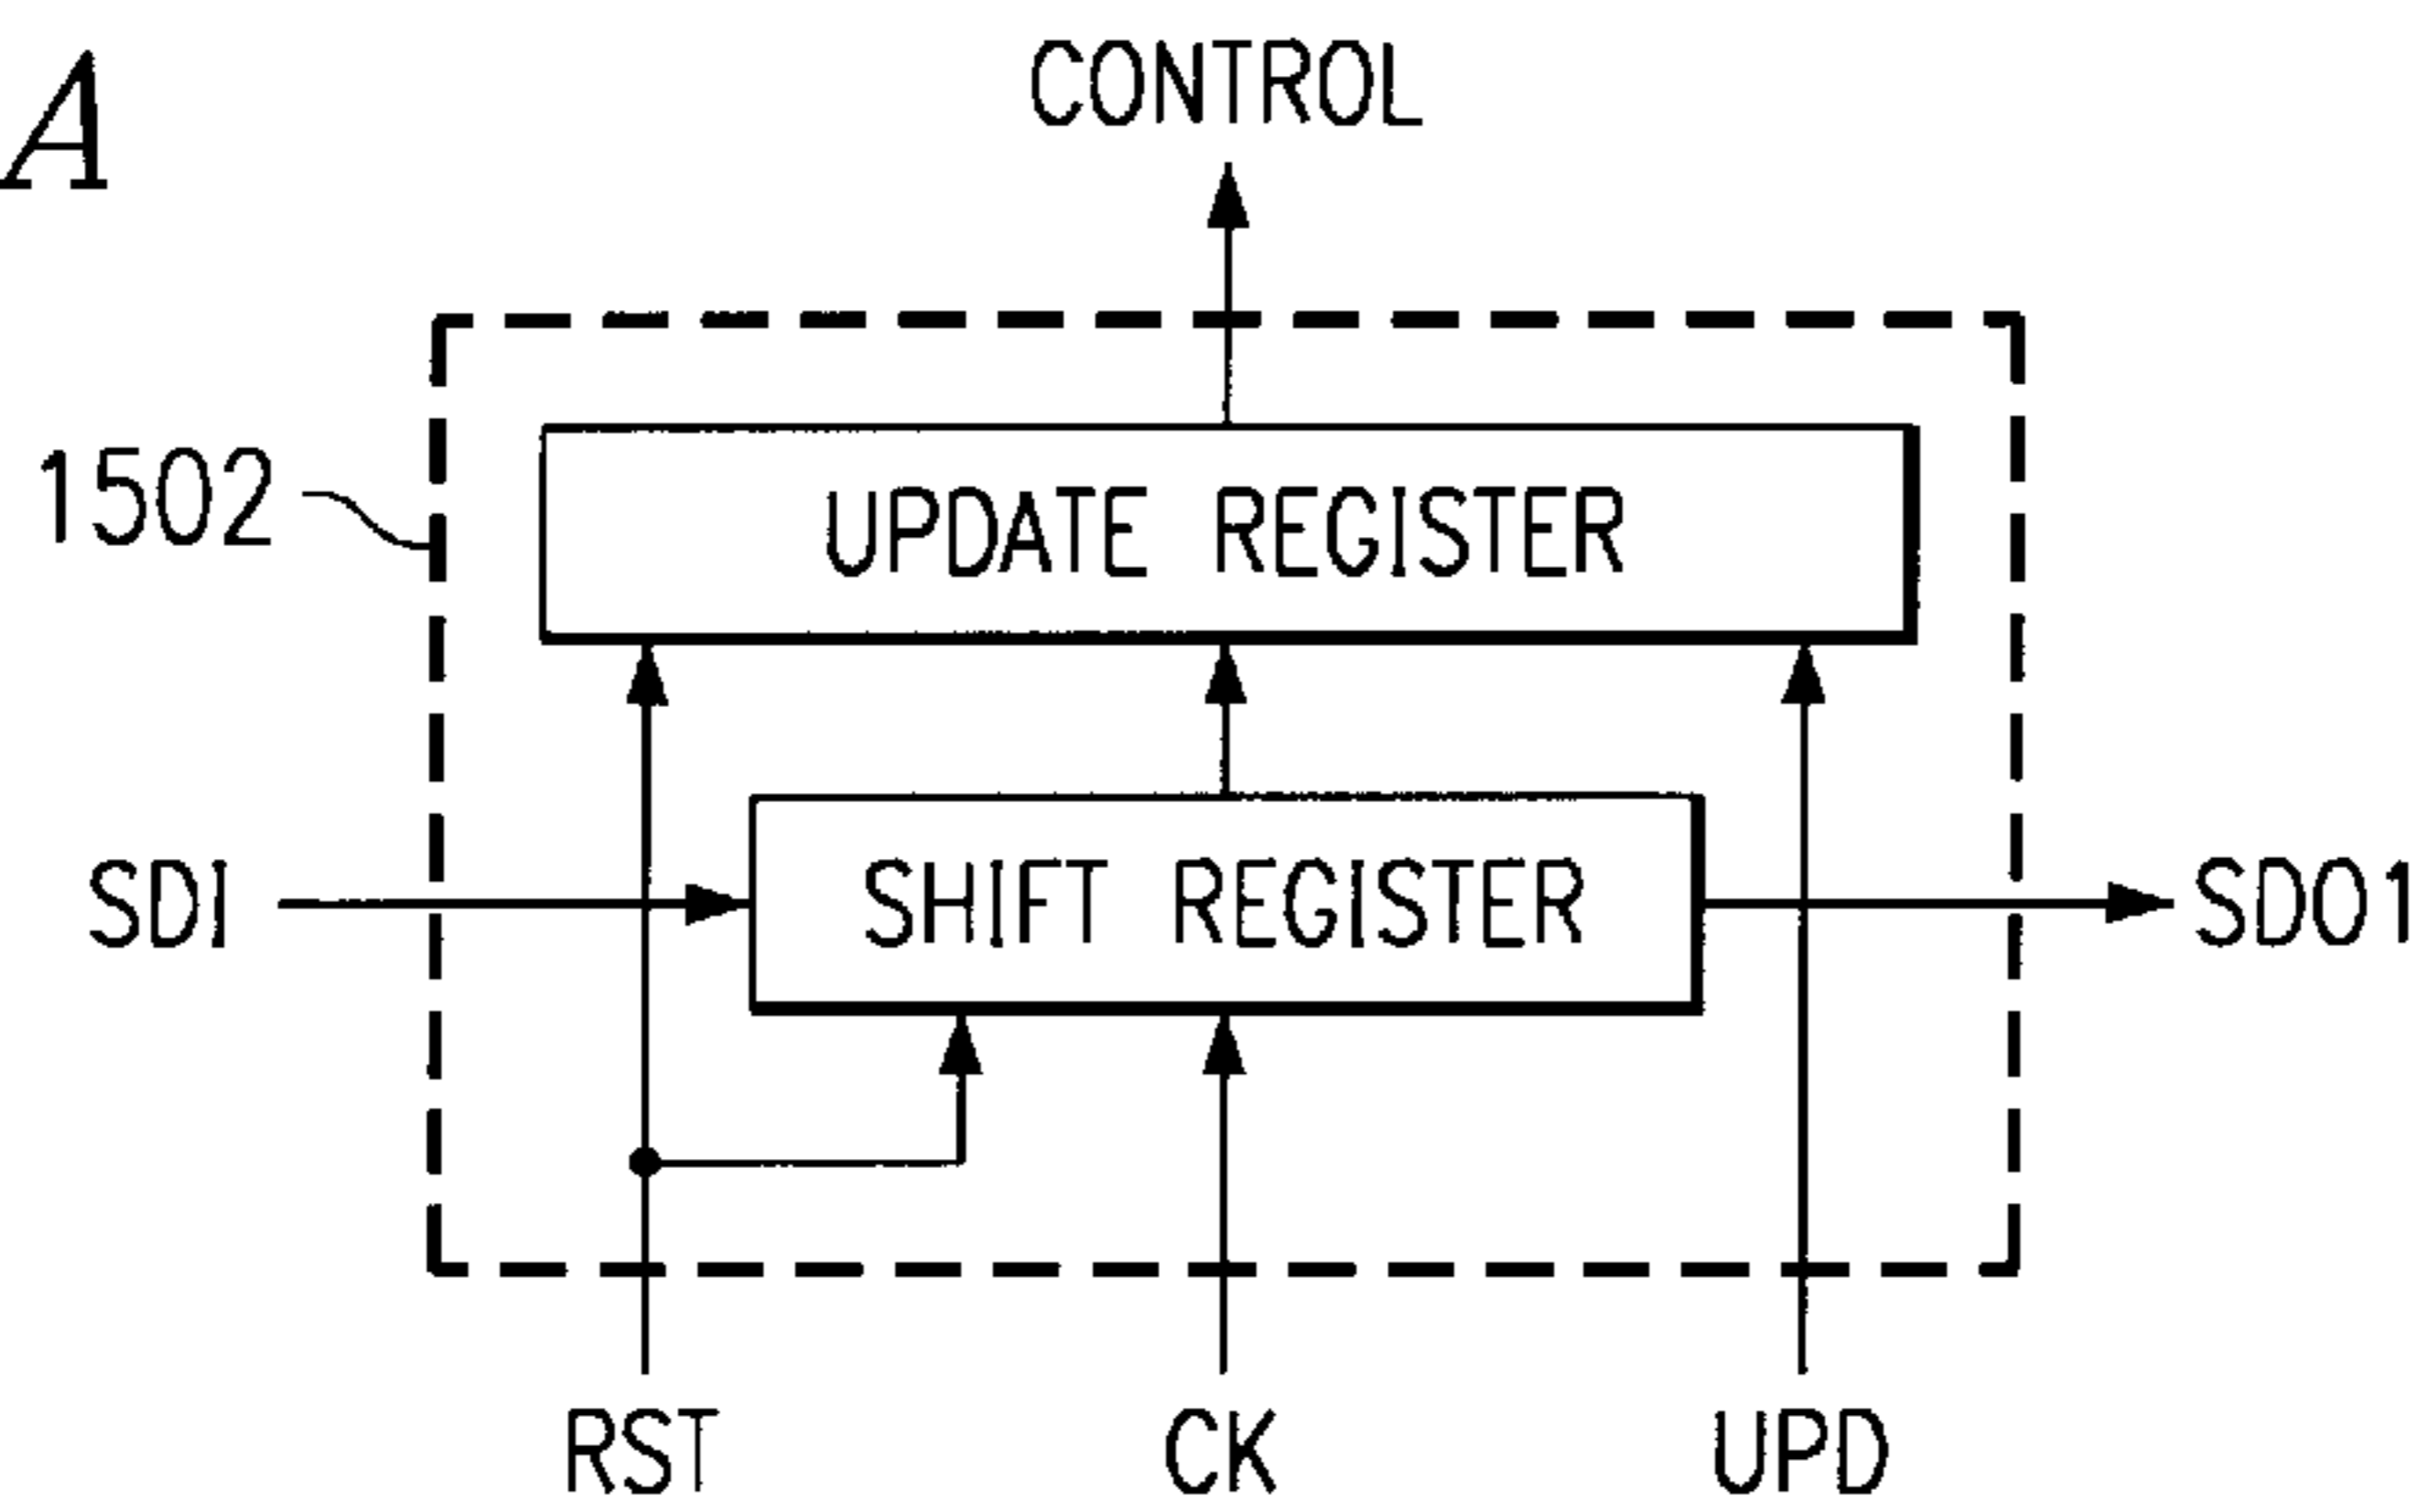 A
CONTROL
1502
UPDATE REGISTER
SDI
SHIFT REGISTER
SDO1
RST
CK
UPD